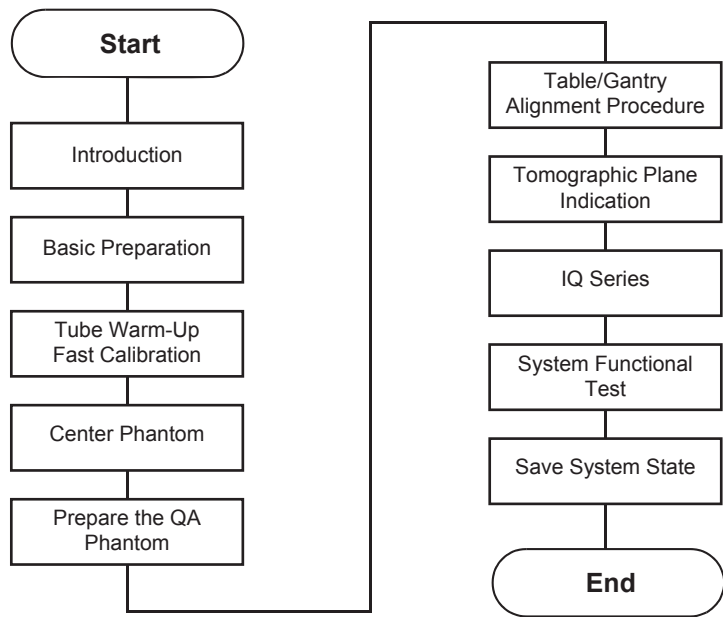 Start
Introduction
Basic Preparation
Tube Warm-Up
Fast Calibration
Center Phantom
Prepare the QA
Phantom
Table/Gantry
Alignment Procedure
Tomographic Plane
Indication
IQ Series
System Functional
Test
Save System State
End